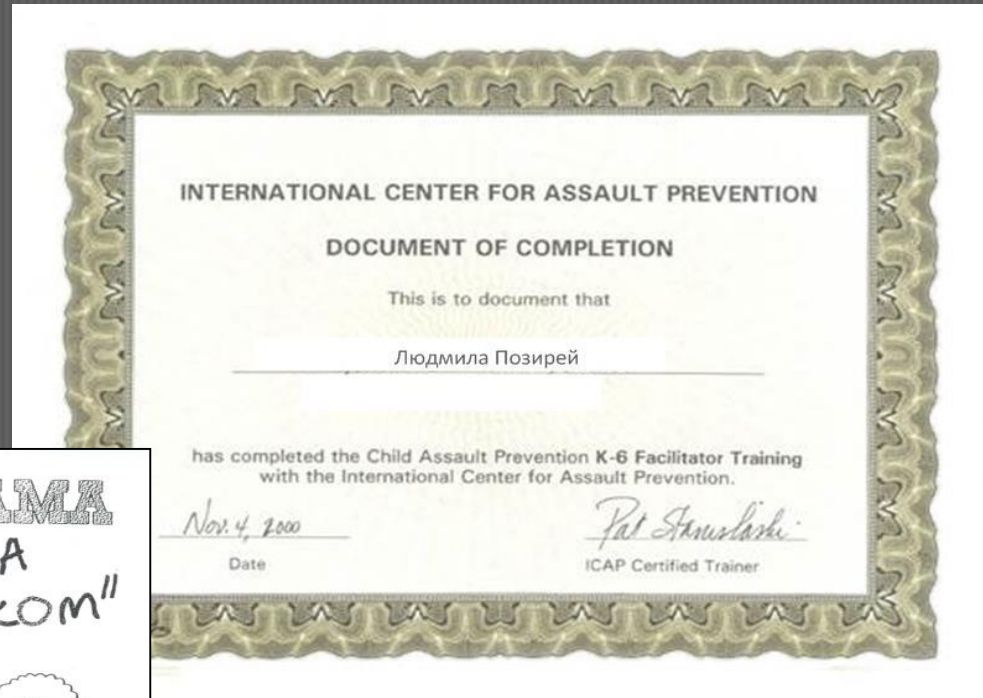 INTERNATIONAL CENTER FOR ASSAULT PREVENTION
DOCUMENT OF COMPLETION
This is to document that
Людмила Позирей
has completed the Child Assault Prevention K-6 Facilitator Training
with the International Center for Assault Prevention.
Nov. 4, 2000
Pat Stanislaski
Date
ICAP Certified Trainer